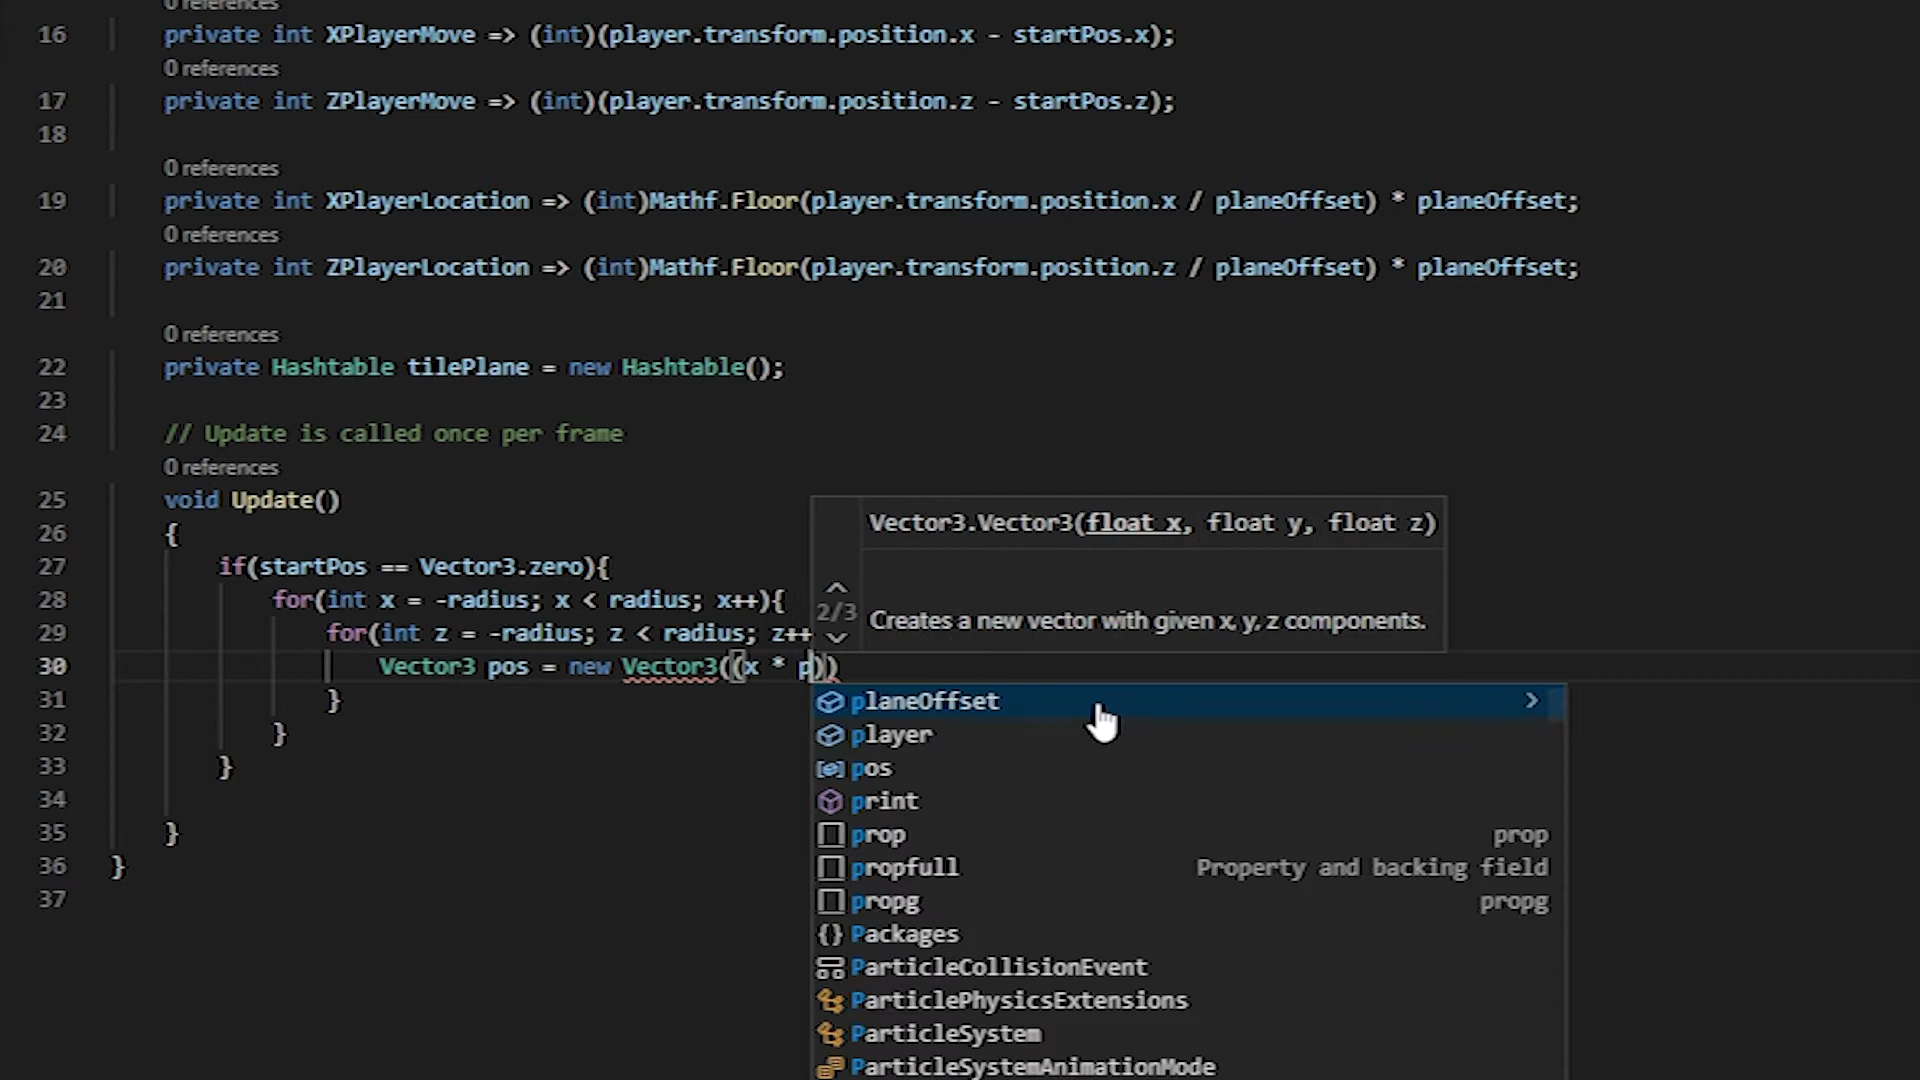 0 references
16 private int XPlayerMove => (int)(player.transform.position.x - startPos.x);
0 references
17 private int ZPlayerMove => (int)(player.transform.position.z - startPos.z);
18
0 references
19 private int XPlayerLocation => (int)Mathf.Floor(player.transform.position.x / planeOffset) * planeOffset;
0 references
20 private int ZPlayerLocation => (int)Mathf.Floor(player.transform.position.z / planeOffset) * planeOffset;
21
0 references
22 private Hashtable tilePlane = new Hashtable();
23
24 // Update is called once per frame
0 references
25 void Update()
26 {
27 if(startPos == Vector3.zero){
28 for(int x = -radius; x < radius; x++){
29 for(int z = -radius; z < radius; z++
30 Vector3 pos = new Vector3((x * p))
31 }
32 }
33 }
34
35 }
36 }
37
Vector3.Vector3(float x, float y, float z)
2/3
Creates a new vector with given x, y, z components.
planeOffset
player
pos
print
prop prop
propfull Property and backing field
propg propg
Packages
ParticleCollisionEvent
ParticlePhysicsExtensions
ParticleSystem
ParticleSystemAnimationMode